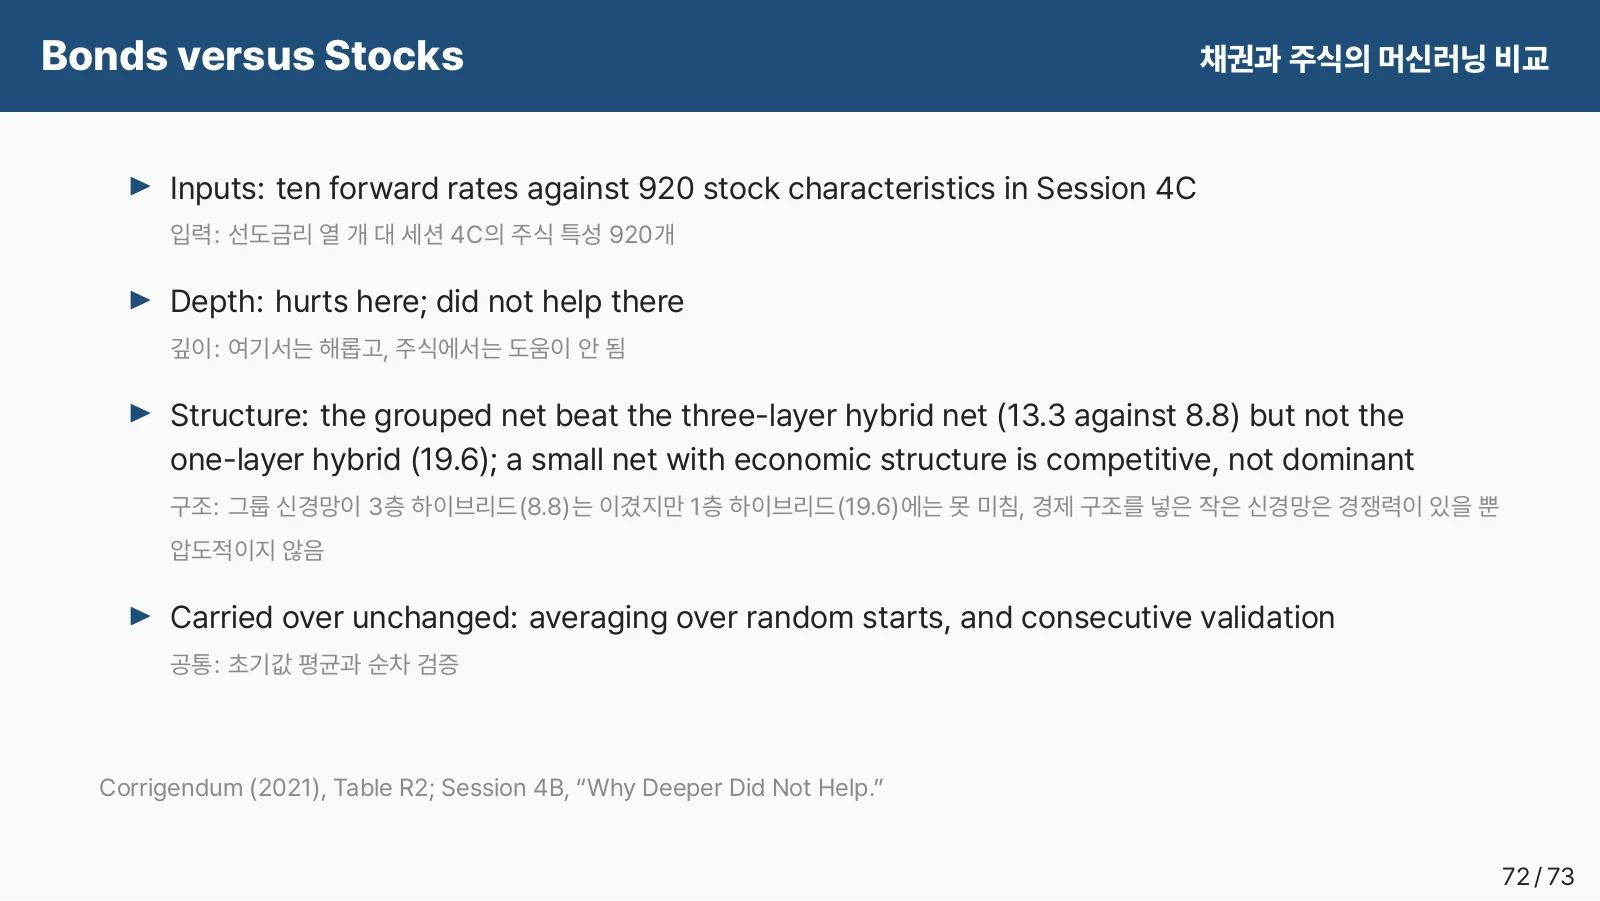 Bonds versus Stocks
채권과 주식의 머신러닝 비교
Inputs: ten forward rates against 920 stock characteristics in Session 4C
입력: 선도금리 열 개 대 세션 4C의 주식 특성 920개
Depth: hurts here; did not help there
깊이: 여기서는 해롭고, 주식에서는 도움이 안 됨
Structure: the grouped net beat the three-layer hybrid net (13.3 against 8.8) but not the
one-layer hybrid (19.6); a small net with economic structure is competitive, not dominant
구조: 그룹 신경망이 3층 하이브리드(8.8)는 이겼지만 1층 하이브리드(19.6)에는 못 미침, 경제 구조를 넣은 작은 신경망은 경쟁력이 있을 뿐
압도적이지 않음
Carried over unchanged: averaging over random starts, and consecutive validation
공통: 초기값 평균과 순차 검증
Corrigendum (2021), Table R2; Session 4B, “Why Deeper Did Not Help.”
72 / 73